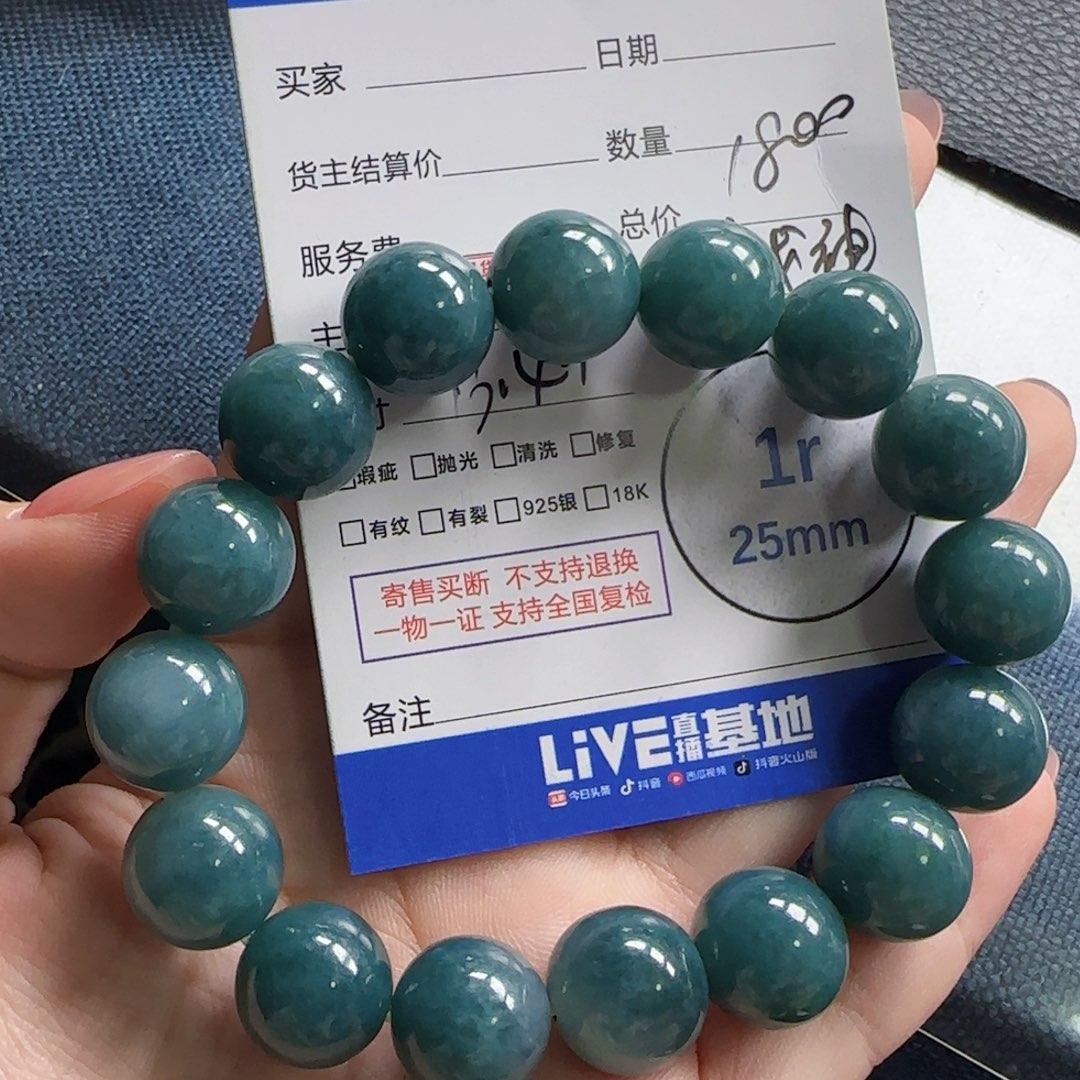 买家 日期
货主结算价 数量 1800
服务费 总价
主
瑕疵 抛光 清洗 修复
有纹 有裂 925银 18K
1r
25mm
寄售买断 不支持退换
一物一证 支持全国复检
备注
LiVE直播基地
头条 今日头条 抖音 西瓜视频 抖音火山版